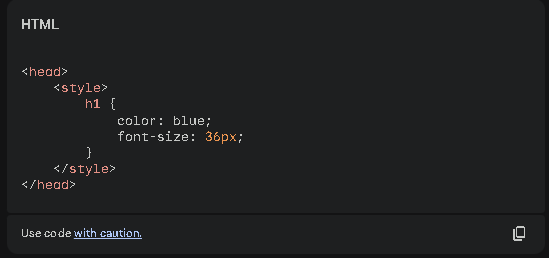 HTML
<head>
    <style>
        h1 {
            color: blue;
            font-size: 36px;
        }
    </style>
</head>
Use code with caution.